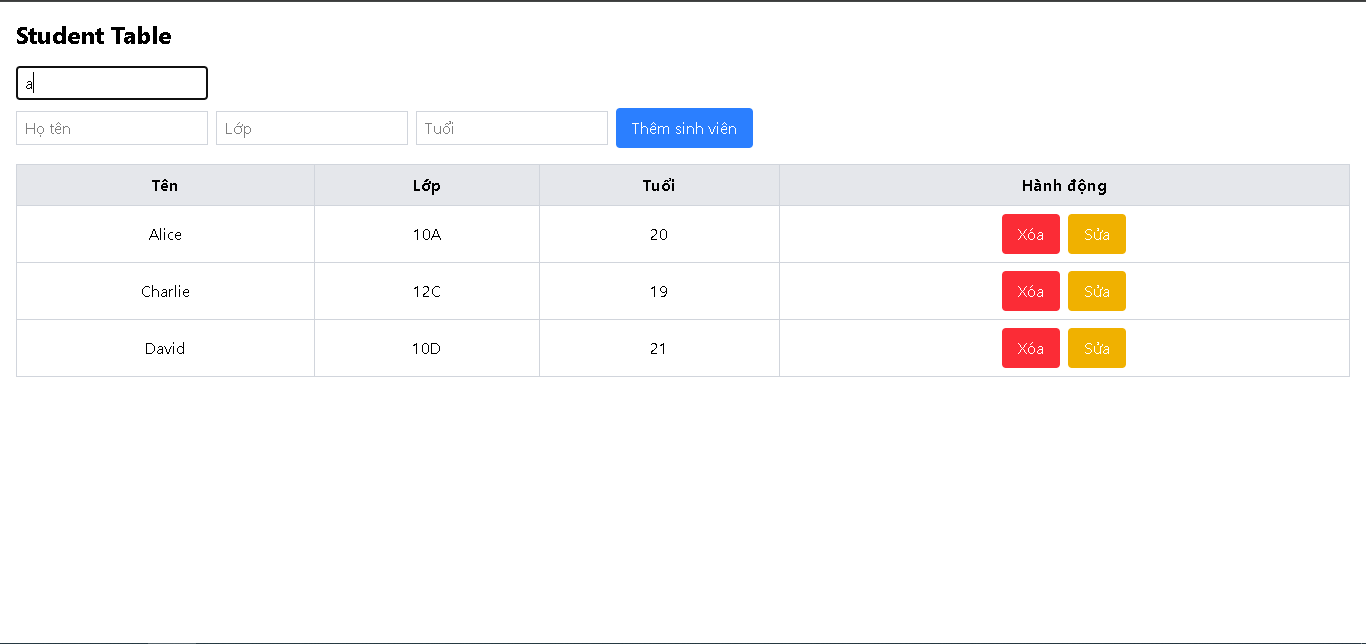 Student Table
a
Họ tên Lớp Tuổi Thêm sinh viên
Tên Lớp Tuổi Hành động
Alice 10A 20 Xóa Sửa
Charlie 12C 19 Xóa Sửa
David 10D 21 Xóa Sửa